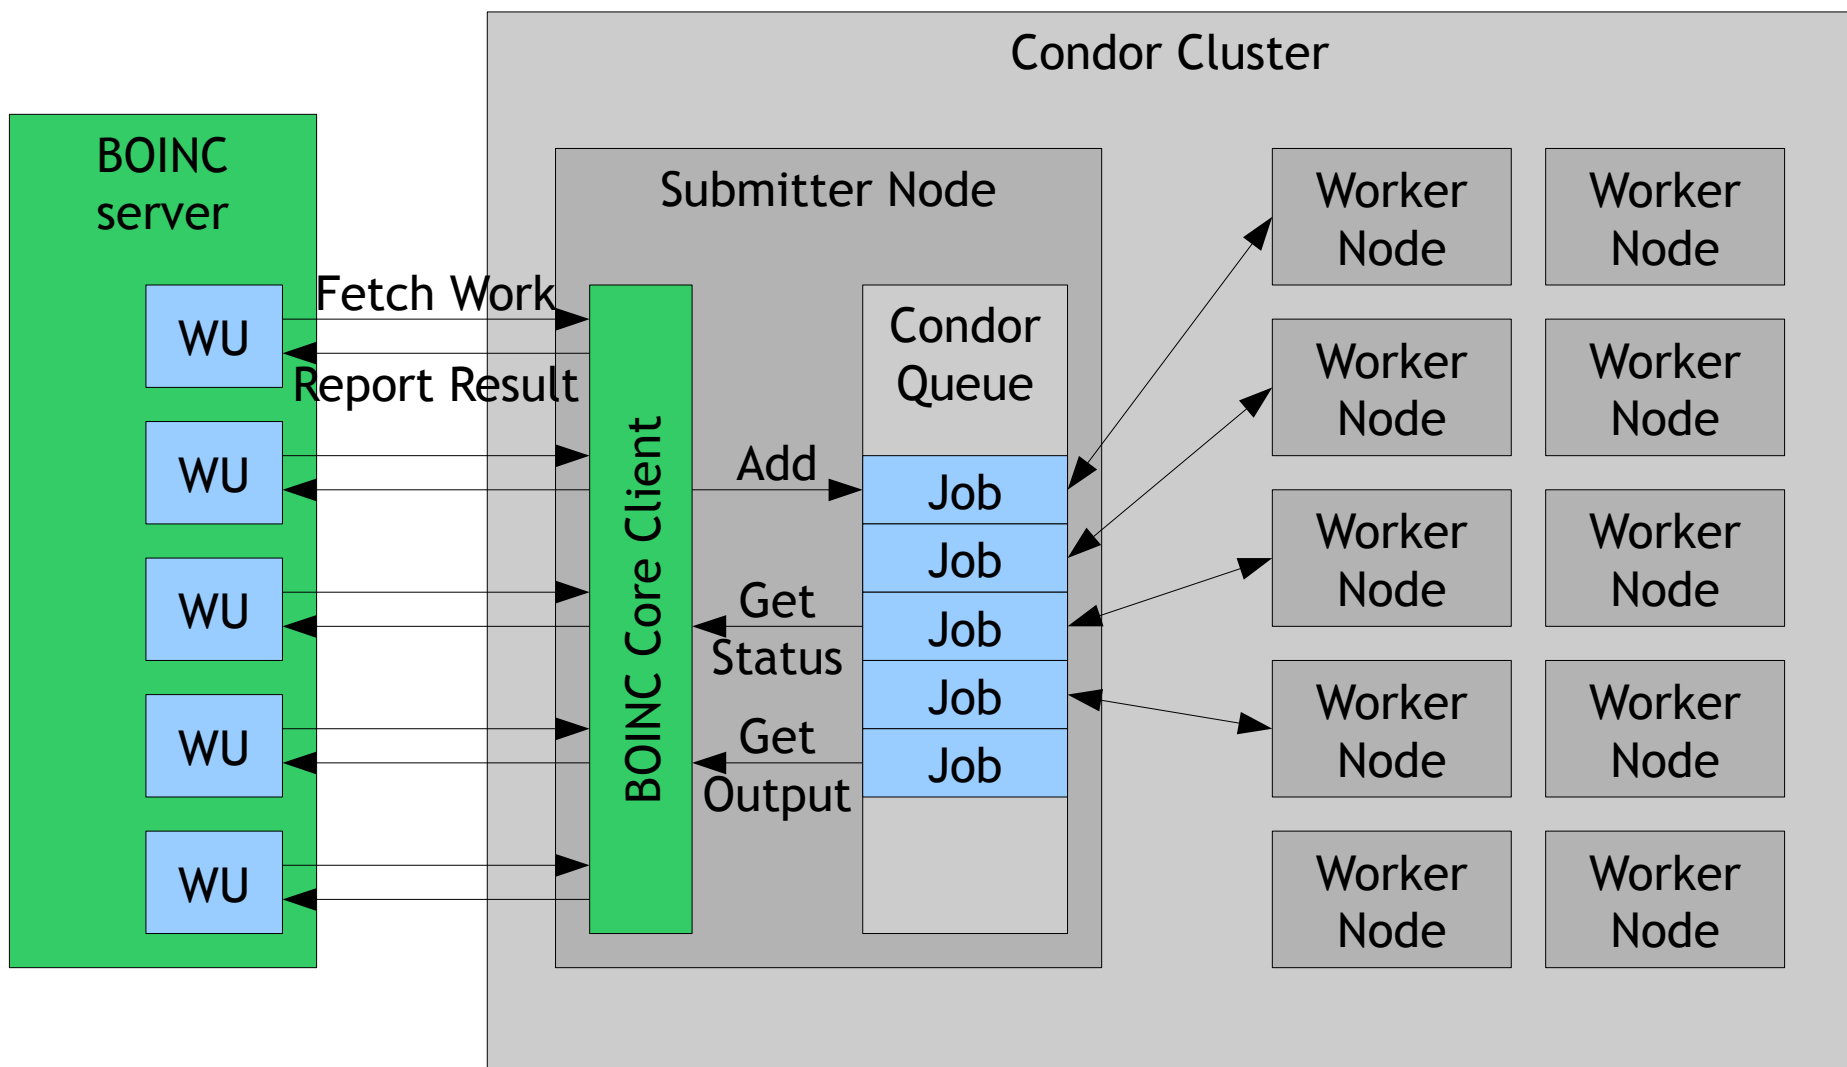 Condor Cluster
BOINC
server
WU
WU
WU
WU
WU
Fetch Work
Report Result
Submitter Node
BOINC Core Client
Add
Get
Status
Get
Output
Condor
Queue
Job
Job
Job
Job
Job
Worker
Node
Worker
Node
Worker
Node
Worker
Node
Worker
Node
Worker
Node
Worker
Node
Worker
Node
Worker
Node
Worker
Node